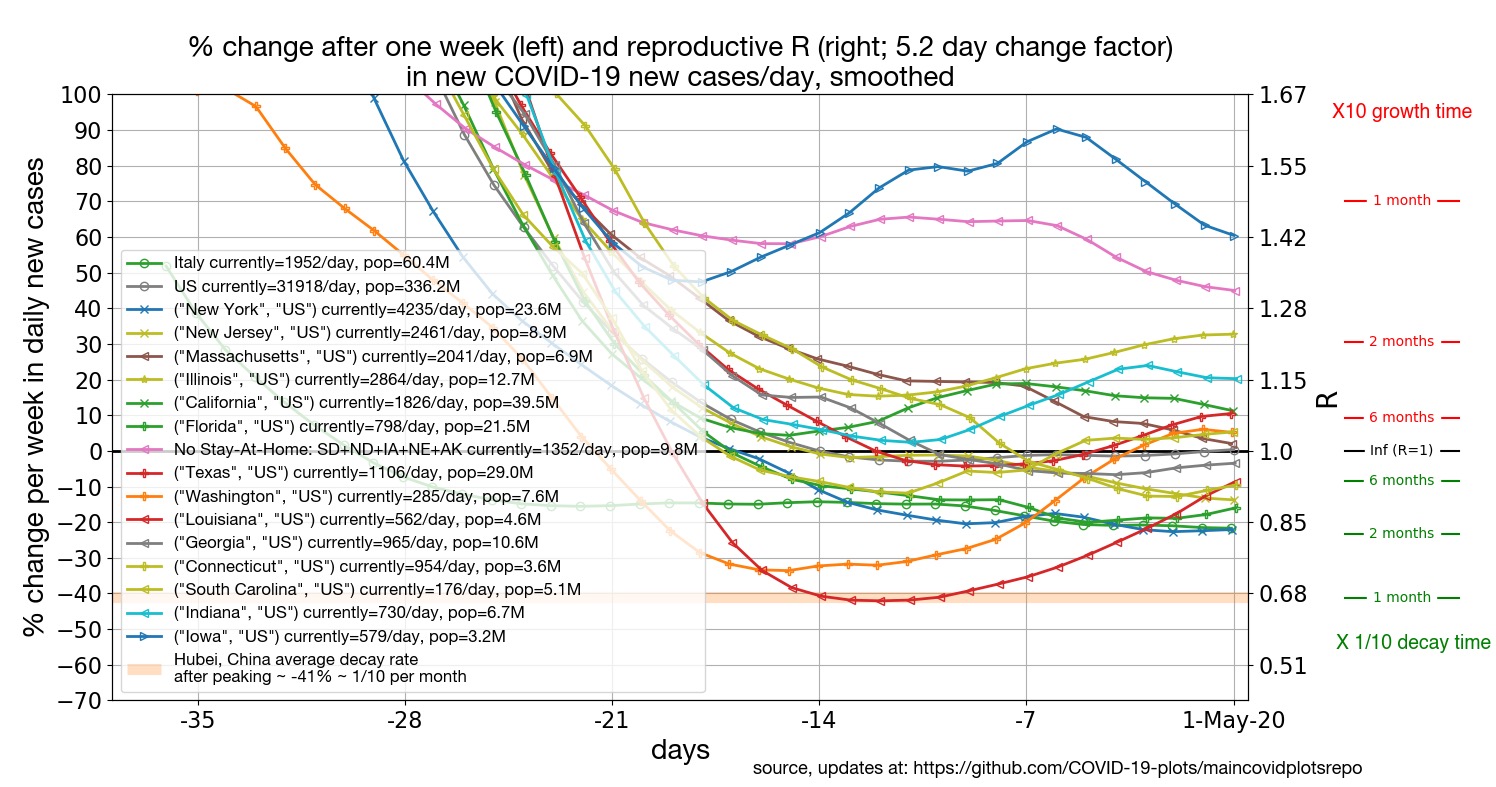 % change after one week (left) and reproductive R (right; 5.2 day change factor)
in new COVID-19 new cases/day, smoothed
% change per week in daily new cases
100
90
80
70
60
50
40
30
20
10
0
−10
−20
−30
−40
−50
−60
−70
Italy currently=1952/day, pop=60.4M
US currently=31918/day, pop=336.2M
("New York", "US") currently=4235/day, pop=23.6M
("New Jersey", "US") currently=2461/day, pop=8.9M
("Massachusetts", "US") currently=2041/day, pop=6.9M
("Illinois", "US") currently=2864/day, pop=12.7M
("California", "US") currently=1826/day, pop=39.5M
("Florida", "US") currently=798/day, pop=21.5M
No Stay-At-Home: SD+ND+IA+NE+AK currently=1352/day, pop=9.8M
("Texas", "US") currently=1106/day, pop=29.0M
("Washington", "US") currently=285/day, pop=7.6M
("Louisiana", "US") currently=562/day, pop=4.6M
("Georgia", "US") currently=965/day, pop=10.6M
("Connecticut", "US") currently=954/day, pop=3.6M
("South Carolina", "US") currently=176/day, pop=5.1M
("Indiana", "US") currently=730/day, pop=6.7M
("Iowa", "US") currently=579/day, pop=3.2M
Hubei, China average decay rate
after peaking ~ -41% ~ 1/10 per month
-35
-28
-21
-14
-7
1-May-20
days
1.67
1.55
1.42
1.28
1.15
1.0
0.85
0.68
0.51
R
X10 growth time
1 month
2 months
6 months
Inf (R=1)
6 months
2 months
1 month
X 1/10 decay time
source, updates at: https://github.com/COVID-19-plots/maincovidplotsrepo